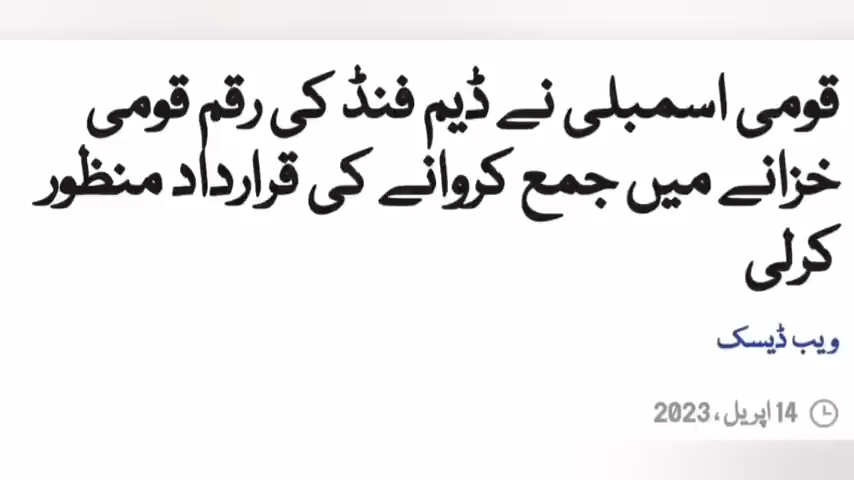 قومی اسمبلی نے ڈیم فنڈ کی رقم قومی
خزانے میں جمع کروانے کی قرارداد منظور
کرلی
ویب ڈیسک
14 اپریل، 2023